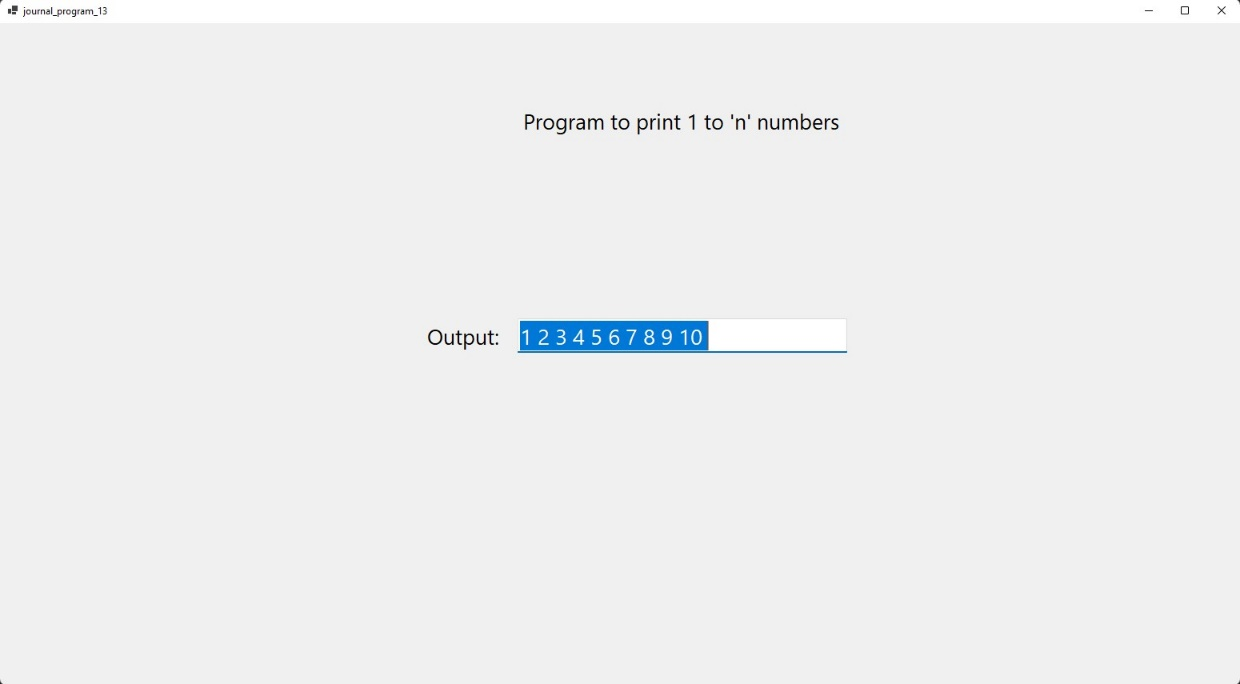 journal_program_13
Program to print 1 to 'n' numbers
Output: 1 2 3 4 5 6 7 8 9 10